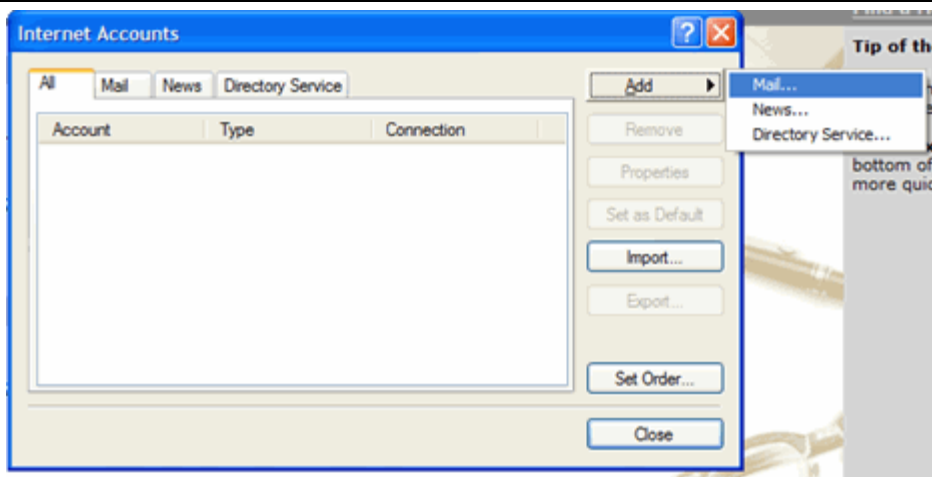 Internet Accounts
Tip of th
All Mail News Directory Service
Add
Mail...
News...
Directory Service...
Account Type Connection
Remove
Properties
Set as Default
Import...
Export...
Set Order...
Close
bottom of
more quic